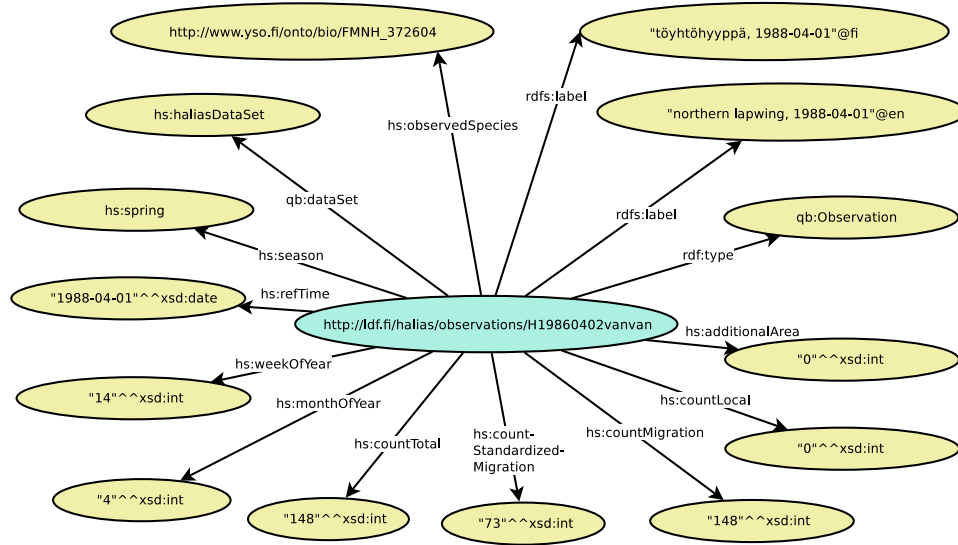 http://www.yso.fi/onto/bio/FMNH_372604
"töyhtöhyyppä, 1988-04-01"@fi
rdfs:label
hs:haliasDataSet
hs:observedSpecies
"northern lapwing, 1988-04-01"@en
qb:dataSet
rdfs:label
hs:spring
qb:Observation
hs:season
rdf:type
"1988-04-01"^^xsd:date
hs:refTime
http://ldf.fi/halias/observations/H19860402vanvan
hs:additionalArea
"0"^^xsd:int
hs:weekOfYear
"14"^^xsd:int
hs:monthOfYear
hs:countLocal
hs:countTotal
hs:count-
Standardized-
Migration
hs:countMigration
"0"^^xsd:int
"4"^^xsd:int
"148"^^xsd:int
"73"^^xsd:int
"148"^^xsd:int